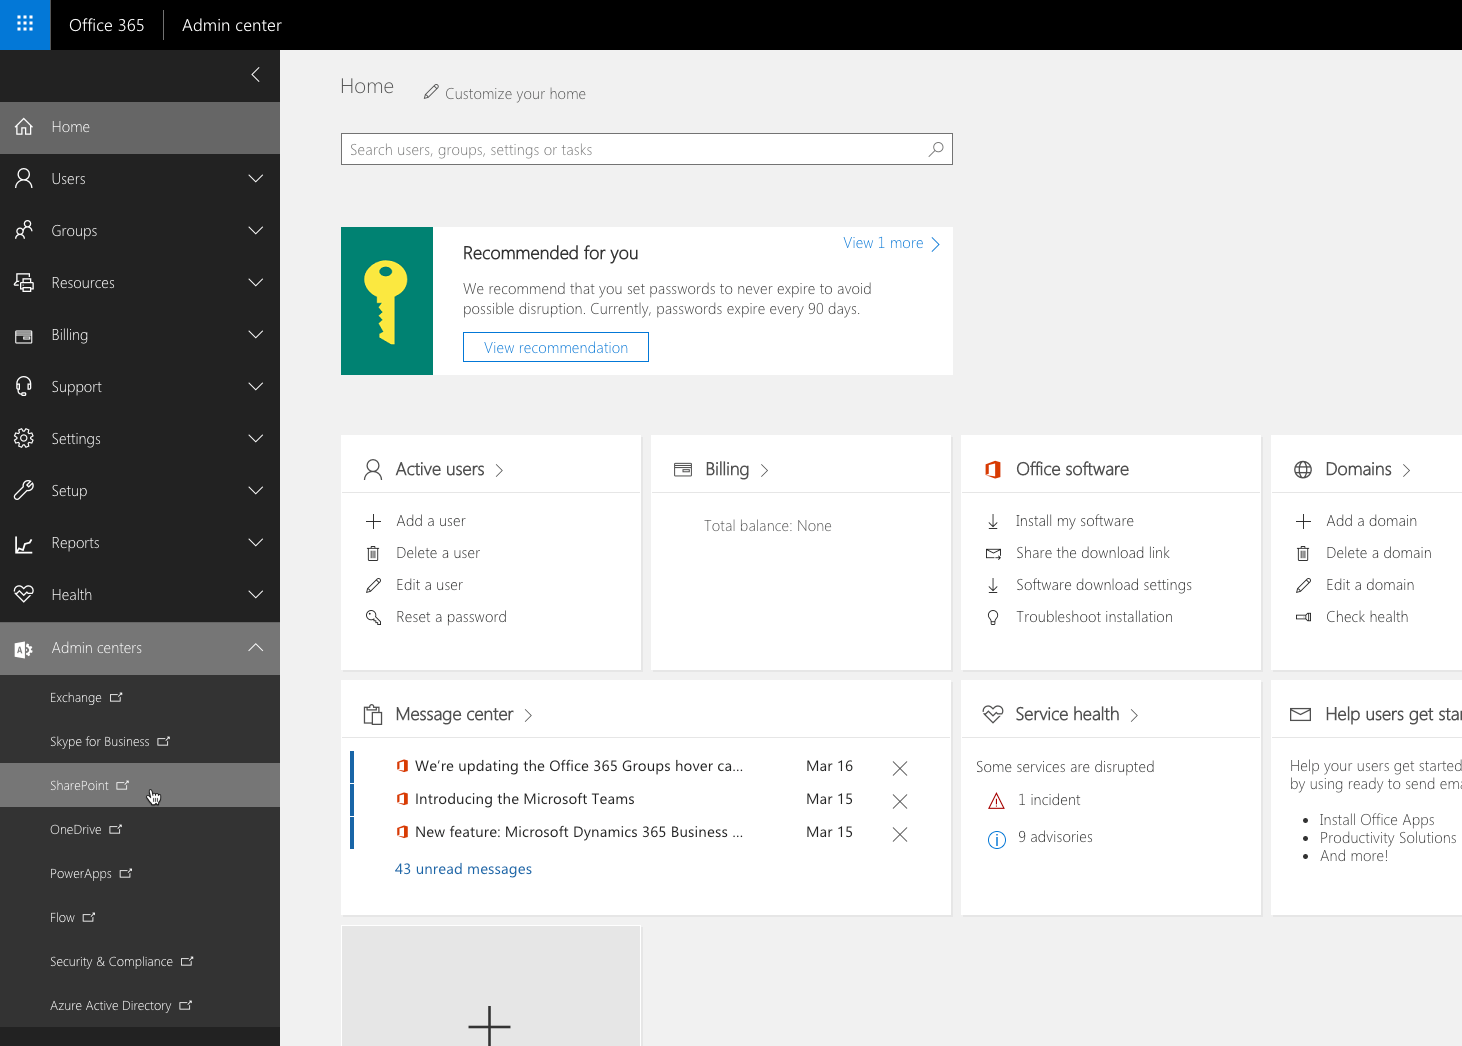 Office 365
Admin center
Home
Users
Groups
Resources
Billing
Support
Settings
Setup
Reports
Health
Admin centers
Exchange
Skype for Business
SharePoint
OneDrive
PowerApps
Flow
Security & Compliance
Azure Active Directory
Home
Customize your home
Search users, groups, settings or tasks
Recommended for you
View 1 more
We recommend that you set passwords to never expire to avoid
possible disruption. Currently, passwords expire every 90 days.
View recommendation
Active users
Add a user
Delete a user
Edit a user
Reset a password
Billing
Total balance: None
Office software
Install my software
Share the download link
Software download settings
Troubleshoot installation
Domains
Add a domain
Delete a domain
Edit a domain
Check health
Message center
We're updating the Office 365 Groups hover ca... Mar 16
Introducing the Microsoft Teams Mar 15
New feature: Microsoft Dynamics 365 Business ... Mar 15
43 unread messages
Service health
Some services are disrupted
1 incident
9 advisories
Help users get star
Help your users get started
by using ready to send ema
• Install Office Apps
• Productivity Solutions
• And more!